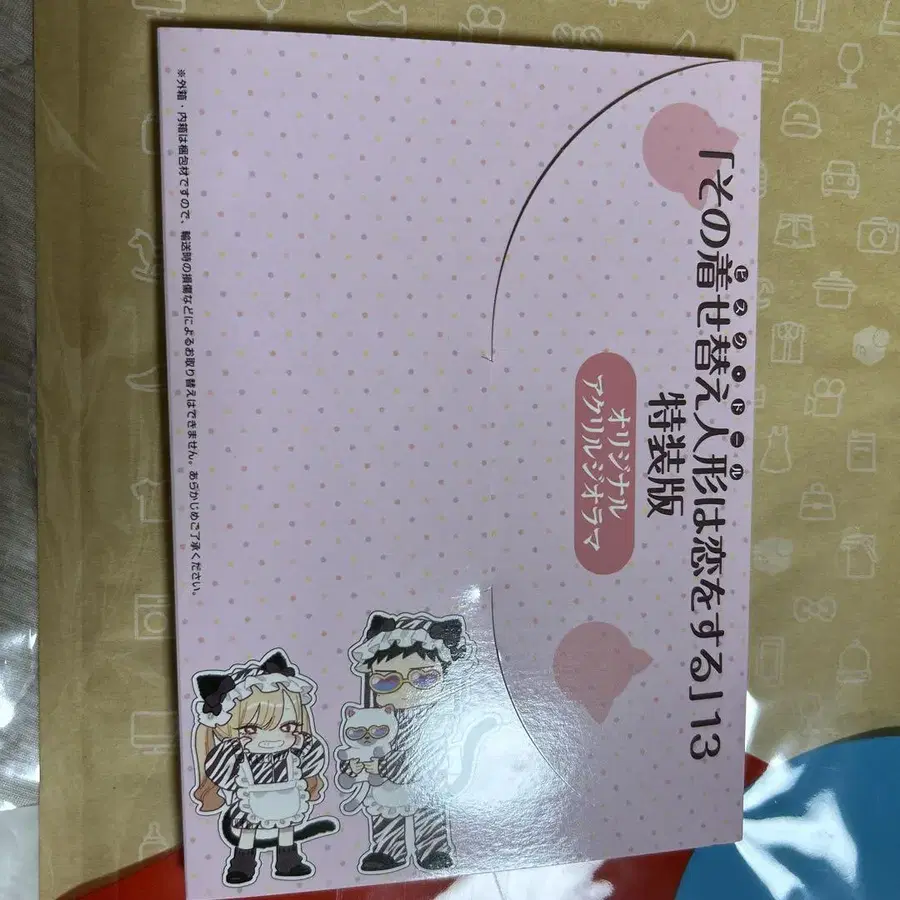 「その着せ替え人形は恋をする」13
ビスク・ドール
特装版
オリジナル
アクリルジオラマ
※外箱・内箱は梱包材ですので、輸送時の損傷などによるお取り替えはできません。あらかじめご了承ください。